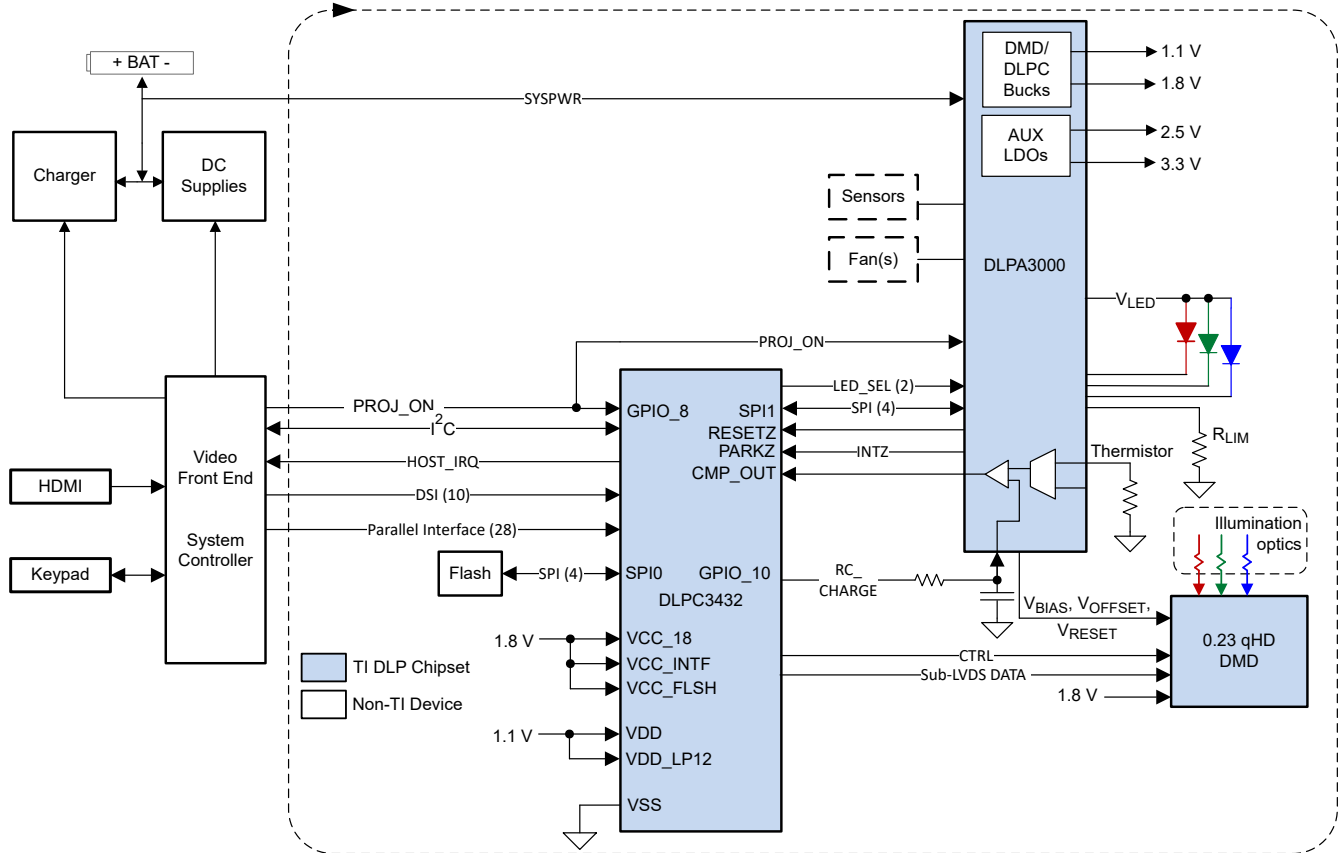 + BAT -
SYSPWR
Charger
DC
Supplies
DMD/
DLPC
Bucks
1.1 V
1.8 V
AUX
LDOs
2.5 V
3.3 V
Sensors
Fan(s)
DLPA3000
VLED
PROJ_ON
LED_SEL (2)
PROJ_ON
GPIO_8
SPI1
SPI (4)
I2C
RESETZ
RLIM
HOST_IRQ
PARKZ
INTZ
Thermistor
CMP_OUT
Video
Front End
System
Controller
HDMI
Keypad
DSI (10)
Parallel Interface (28)
Illumination
optics
Flash
SPI (4)
SPI0
GPIO_10
RC_
CHARGE
DLPC3432
VBIAS, VOFFSET,
VRESET
0.23 qHD
DMD
1.8 V
VCC_18
VCC_INTF
VCC_FLSH
CTRL
Sub-LVDS DATA
1.8 V
TI DLP Chipset
Non-TI Device
1.1 V
VDD
VDD_LP12
VSS